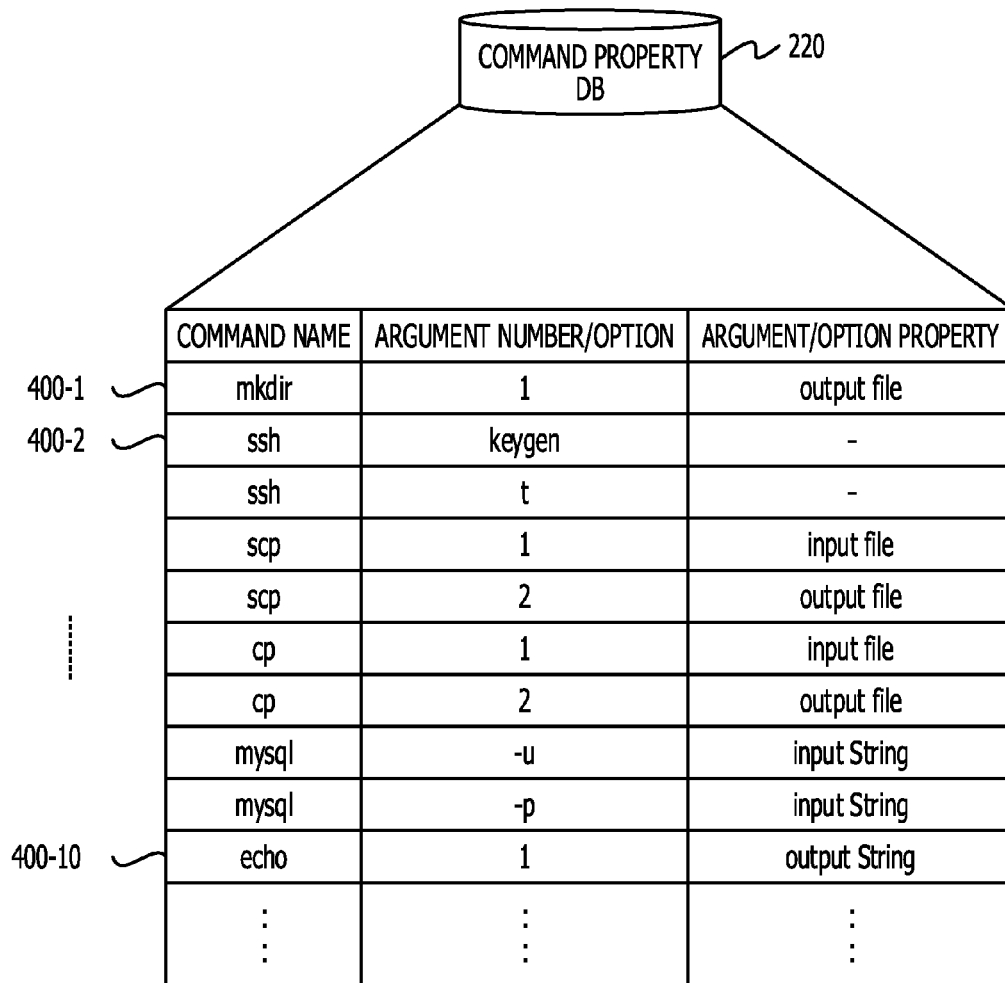 COMMAND PROPERTY
DB
220
COMMAND NAME ARGUMENT NUMBER/OPTION ARGUMENT/OPTION PROPERTY
400-1 mkdir 1 output file
400-2 ssh keygen -
ssh t -
scp 1 input file
scp 2 output file
cp 1 input file
cp 2 output file
mysql -u input String
mysql -p input String
400-10 echo 1 output String